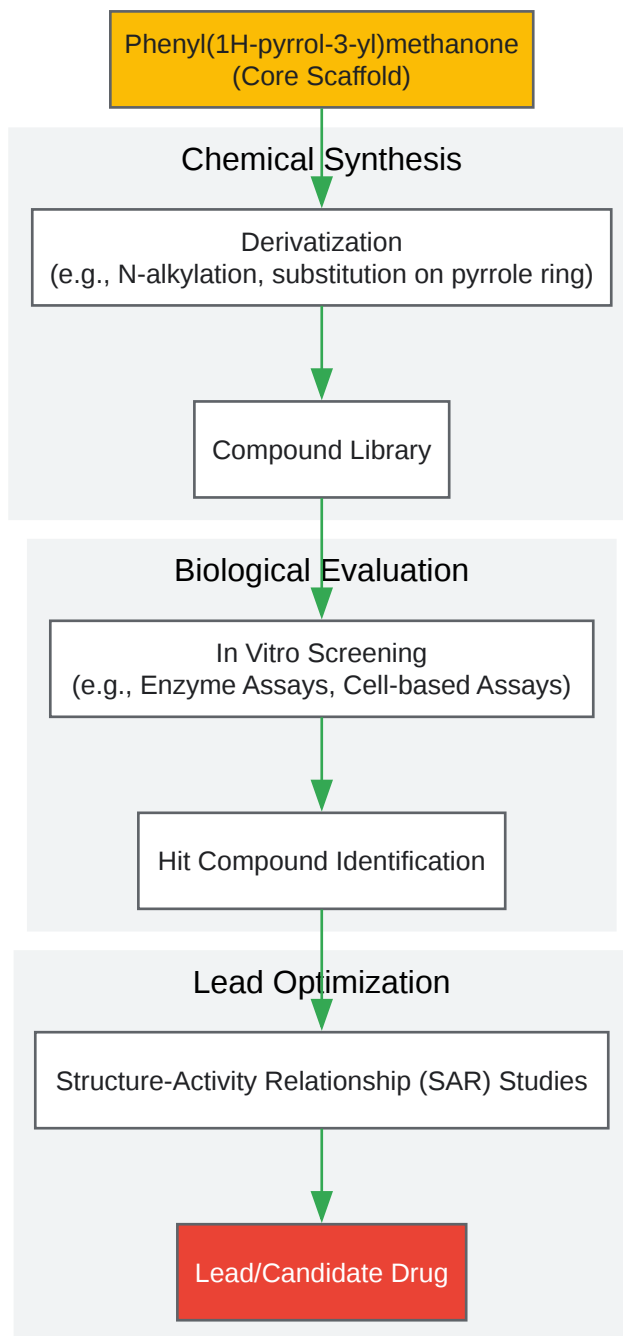 Phenyl(1H-pyrrol-3-yl)methanone
(Core Scaffold)
Chemical Synthesis
Derivatization
(e.g., N-alkylation, substitution on pyrrole ring)
Compound Library
Biological Evaluation
In Vitro Screening
(e.g., Enzyme Assays, Cell-based Assays)
Hit Compound Identification
Lead Optimization
Structure-Activity Relationship (SAR) Studies
Lead/Candidate Drug